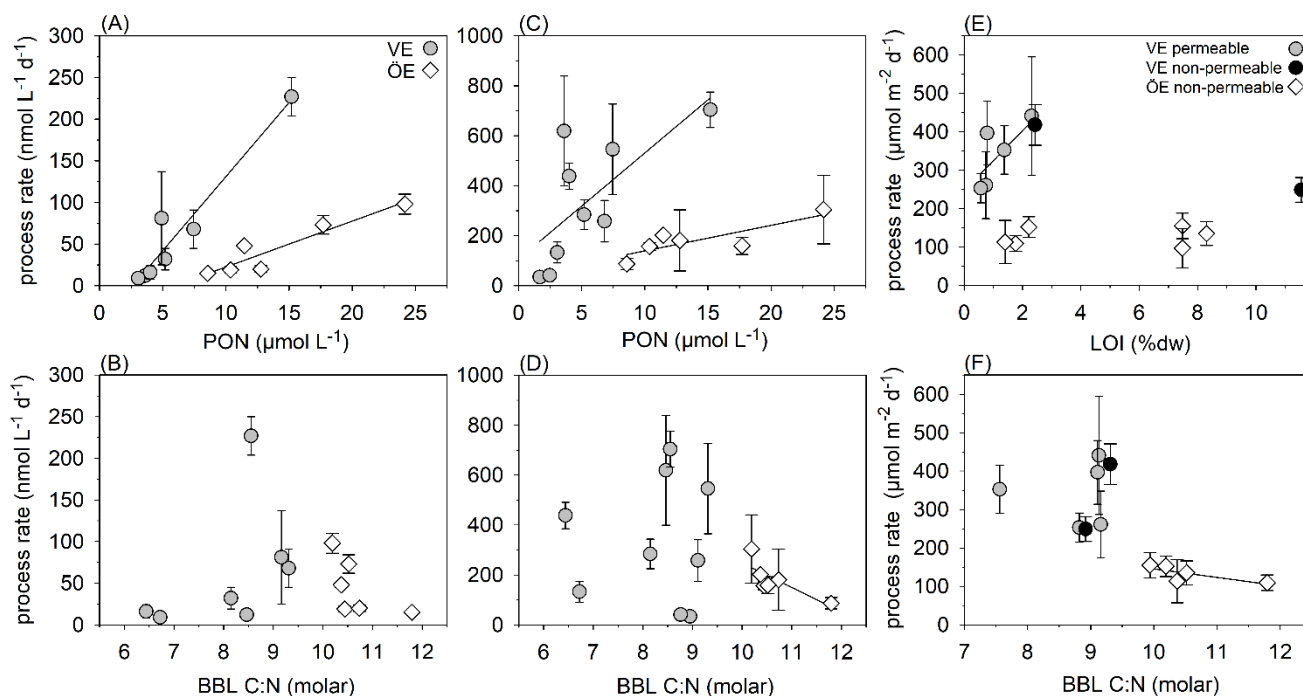 (A)
process rate (nmol L⁻¹ d⁻¹)
300
250
200
150
100
50
0
VE
ÖE
0 5 10 15 20 25
PON (µmol L⁻¹)
(C)
1000
800
600
400
200
0
0 5 10 15 20 25
PON (µmol L⁻¹)
(E)
process rate (µmol m⁻² d⁻¹)
600
500
400
300
200
100
0
VE permeable
VE non-permeable
ÖE non-permeable
0 2 4 6 8 10
LOI (%dw)
(B)
process rate (nmol L⁻¹ d⁻¹)
300
250
200
150
100
50
0
6 7 8 9 10 11 12
BBL C:N (molar)
(D)
1000
800
600
400
200
0
6 7 8 9 10 11 12
BBL C:N (molar)
(F)
process rate (µmol m⁻² d⁻¹)
600
500
400
300
200
100
0
7 8 9 10 11 12
BBL C:N (molar)